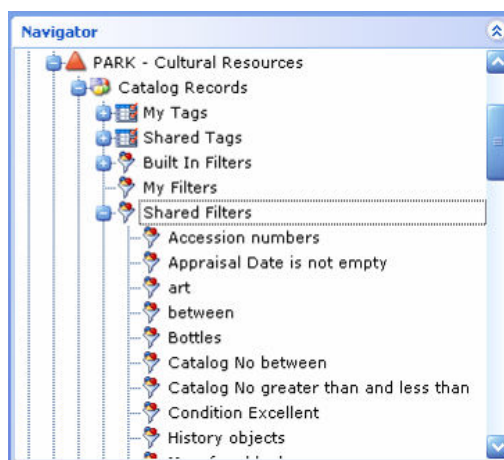 Navigator
PARK - Cultural Resources
Catalog Records
My Tags
Shared Tags
Built In Filters
My Filters
Shared Filters
Accession numbers
Appraisal Date is not empty
art
between
Bottles
Catalog No between
Catalog No greater than and less than
Condition Excellent
History objects